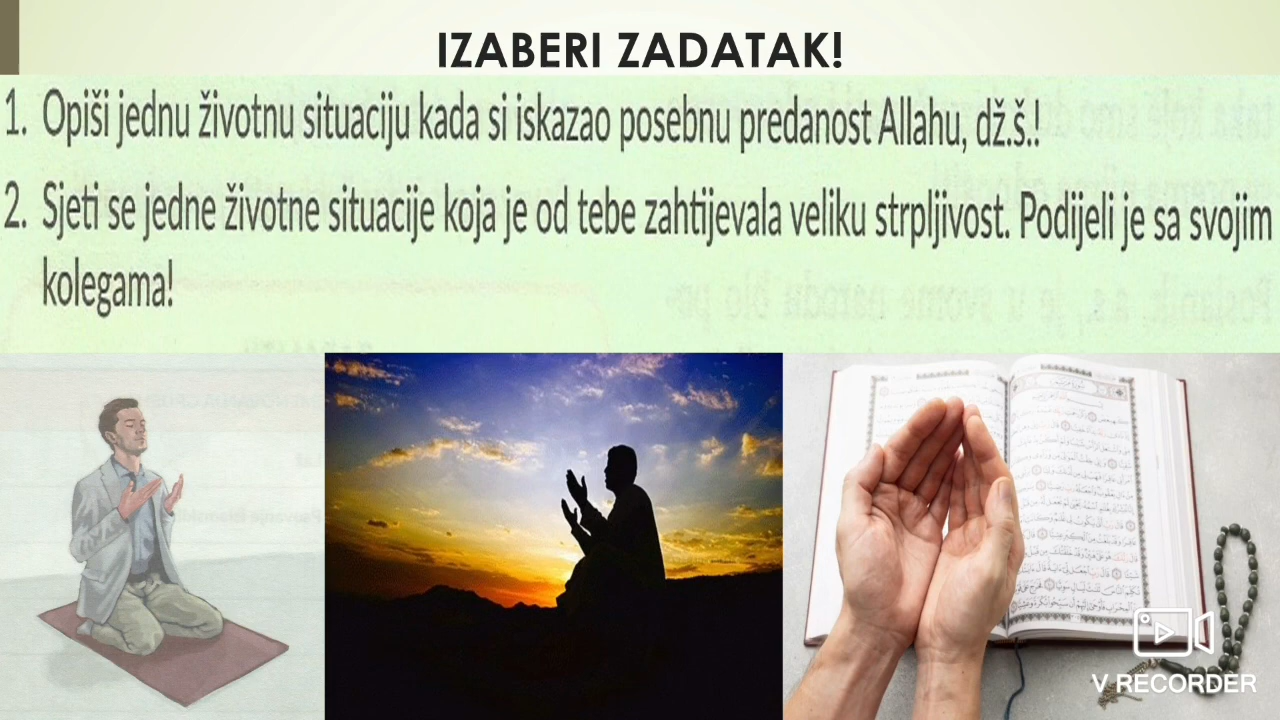 IZABERI ZADATAK!
1. Opiši jednu životnu situaciju kada si iskazao posebnu predanost Allahu, dž.š.!
2. Sjeti se jedne životne situacije koja je od tebe zahtijevala veliku strpljivost. Podijeli je sa svojim
kolegama!
V RECORDER